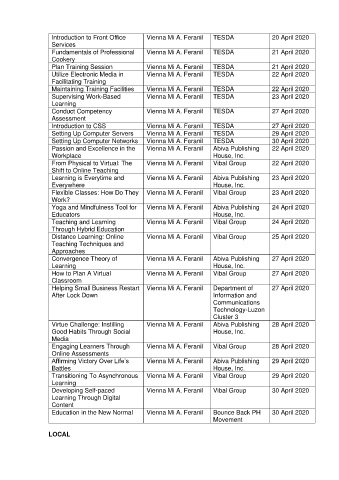 Introduction to Front Office Vienna Mi A. Feranil TESDA 20 April 2020
Services
Fundamentals of Professional Vienna Mi A. Feranil TESDA 21 April 2020
Cookery
Plan Training Session Vienna Mi A. Feranil TESDA 21 April 2020
Utilize Electronic Media in Vienna Mi A. Feranil TESDA 22 April 2020
Facilitating Training
Maintaining Training Facilities Vienna Mi A. Feranil TESDA 22 April 2020
Supervising Work-Based Vienna Mi A. Feranil TESDA 23 April 2020
Learning
Conduct Competency Vienna Mi A. Feranil TESDA 27 April 2020
Assessment
Introduction to CSS Vienna Mi A. Feranil TESDA 27 April 2020
Setting Up Computer Servers Vienna Mi A. Feranil TESDA 29 April 2020
Setting Up Computer Networks Vienna Mi A. Feranil TESDA 30 April 2020
Passion and Excellence in the Vienna Mi A. Feranil Abiva Publishing 22 April 2020
Workplace House, Inc.
From Physical to Virtual: The Vienna Mi A. Feranil Vibal Group 22 April 2020
Shift to Online Teaching
Learning is Everytime and Vienna Mi A. Feranil Abiva Publishing 23 April 2020
Everywhere House, Inc.
Flexible Classes: How Do They Vienna Mi A. Feranil Vibal Group 23 April 2020
Work?
Yoga and Mindfulness Tool for Vienna Mi A. Feranil Abiva Publishing 24 April 2020
Educators House, Inc.
Teaching and Learning Vienna Mi A. Feranil Vibal Group 24 April 2020
Through Hybrid Education
Distance Learning: Online Vienna Mi A. Feranil Vibal Group 25 April 2020
Teaching Techniques and
Approaches
Convergence Theory of Vienna Mi A. Feranil Abiva Publishing 27 April 2020
Learning House, Inc.
How to Plan A Virtual Vienna Mi A. Feranil Vibal Group 27 April 2020
Classroom
Helping Small Business Restart Vienna Mi A. Feranil Department of 27 April 2020
After Lock Down Information and
Communications
Technology-Luzon
Cluster 3
Virtue Challenge: Instilling Vienna Mi A. Feranil Abiva Publishing 28 April 2020
Good Habits Through Social House, Inc.
Media
Engaging Learners Through Vienna Mi A. Feranil Vibal Group 28 April 2020
Online Assessments
Affirming Victory Over Life's Vienna Mi A. Feranil Abiva Publishing 29 April 2020
Battles House, Inc.
Transitioning To Asynchronous Vienna Mi A. Feranil Vibal Group 29 April 2020
Learning
Developing Self-paced Vienna Mi A. Feranil Vibal Group 30 April 2020
Learning Through Digital
Content
Education in the New Normal Vienna Mi A. Feranil Bounce Back PH 30 April 2020
Movement
LOCAL